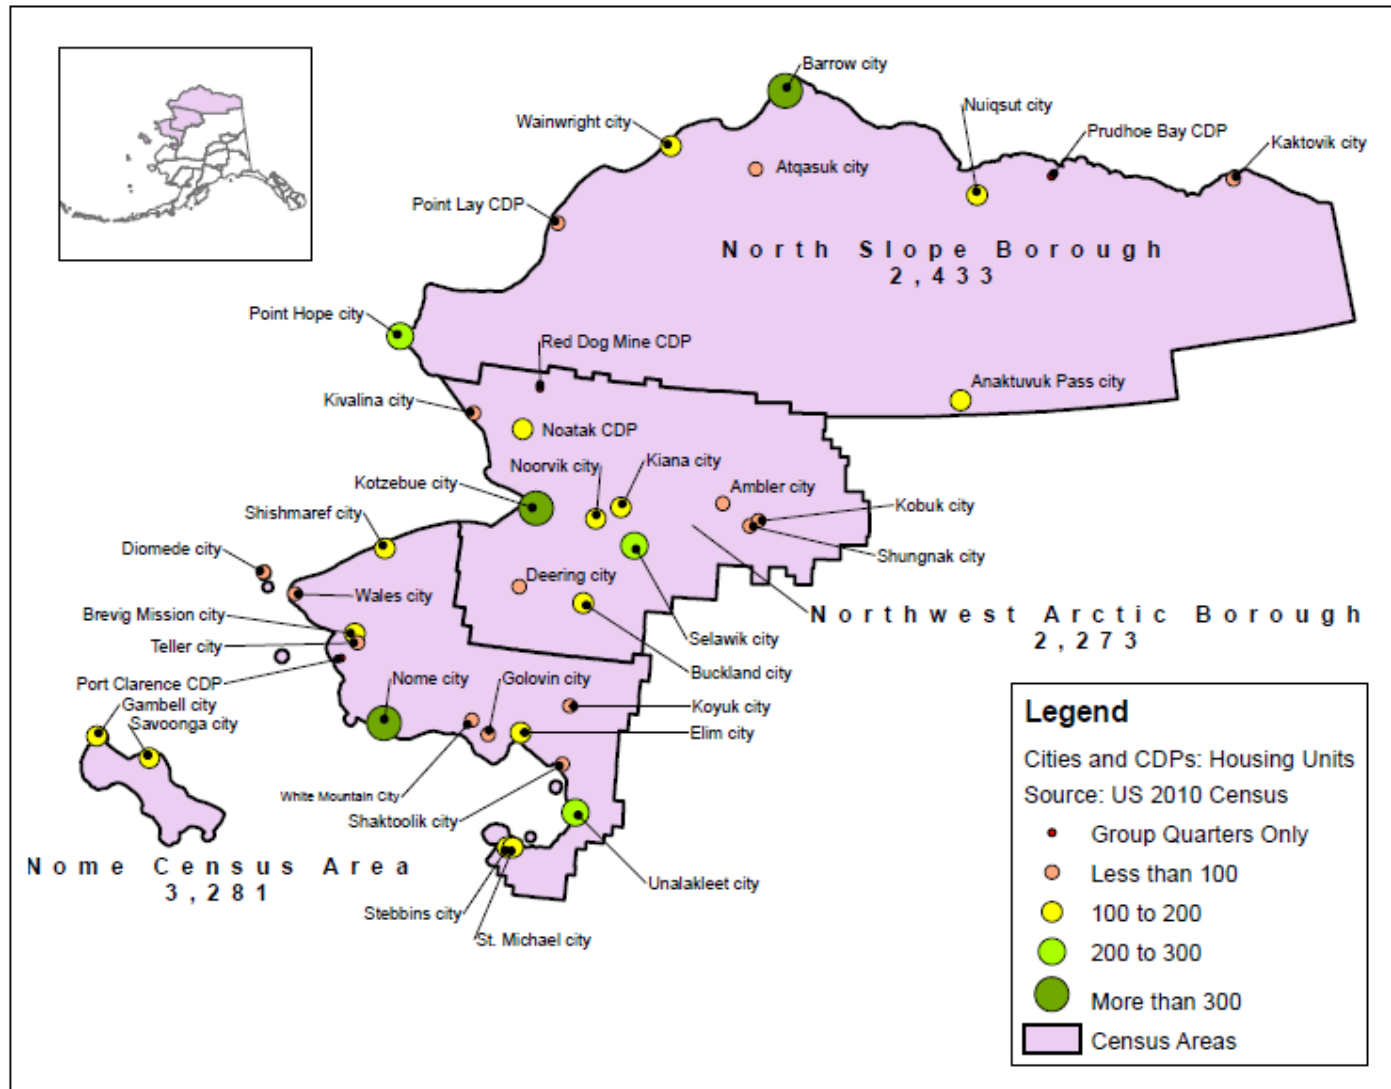 Barrow city
Wainwright city
Nuiqsut city
Prudhoe Bay CDP
Kaktovik city
Atqasuk city
Point Lay CDP
North Slope Borough
2,433
Point Hope city
Red Dog Mine CDP
Anaktuvuk Pass city
Kivalina city
Noatak CDP
Noorvik city
Kiana city
Kotzebue city
Ambler city
Kobuk city
Shishmaref city
Shungnak city
Diomede city
Deering city
Wales city
Brevig Mission city
Northwest Arctic Borough
2,273
Teller city
Selawik city
Buckland city
Port Clarence CDP
Nome city
Golovin city
Gambell city
Koyuk city
Savoonga city
Elim city
White Mountain City
Shaktoolik city
Nome Census Area
3,281
Unalakleet city
Stebbins city
St. Michael city
Legend
Cities and CDPs: Housing Units
Source: US 2010 Census
Group Quarters Only
Less than 100
100 to 200
200 to 300
More than 300
Census Areas